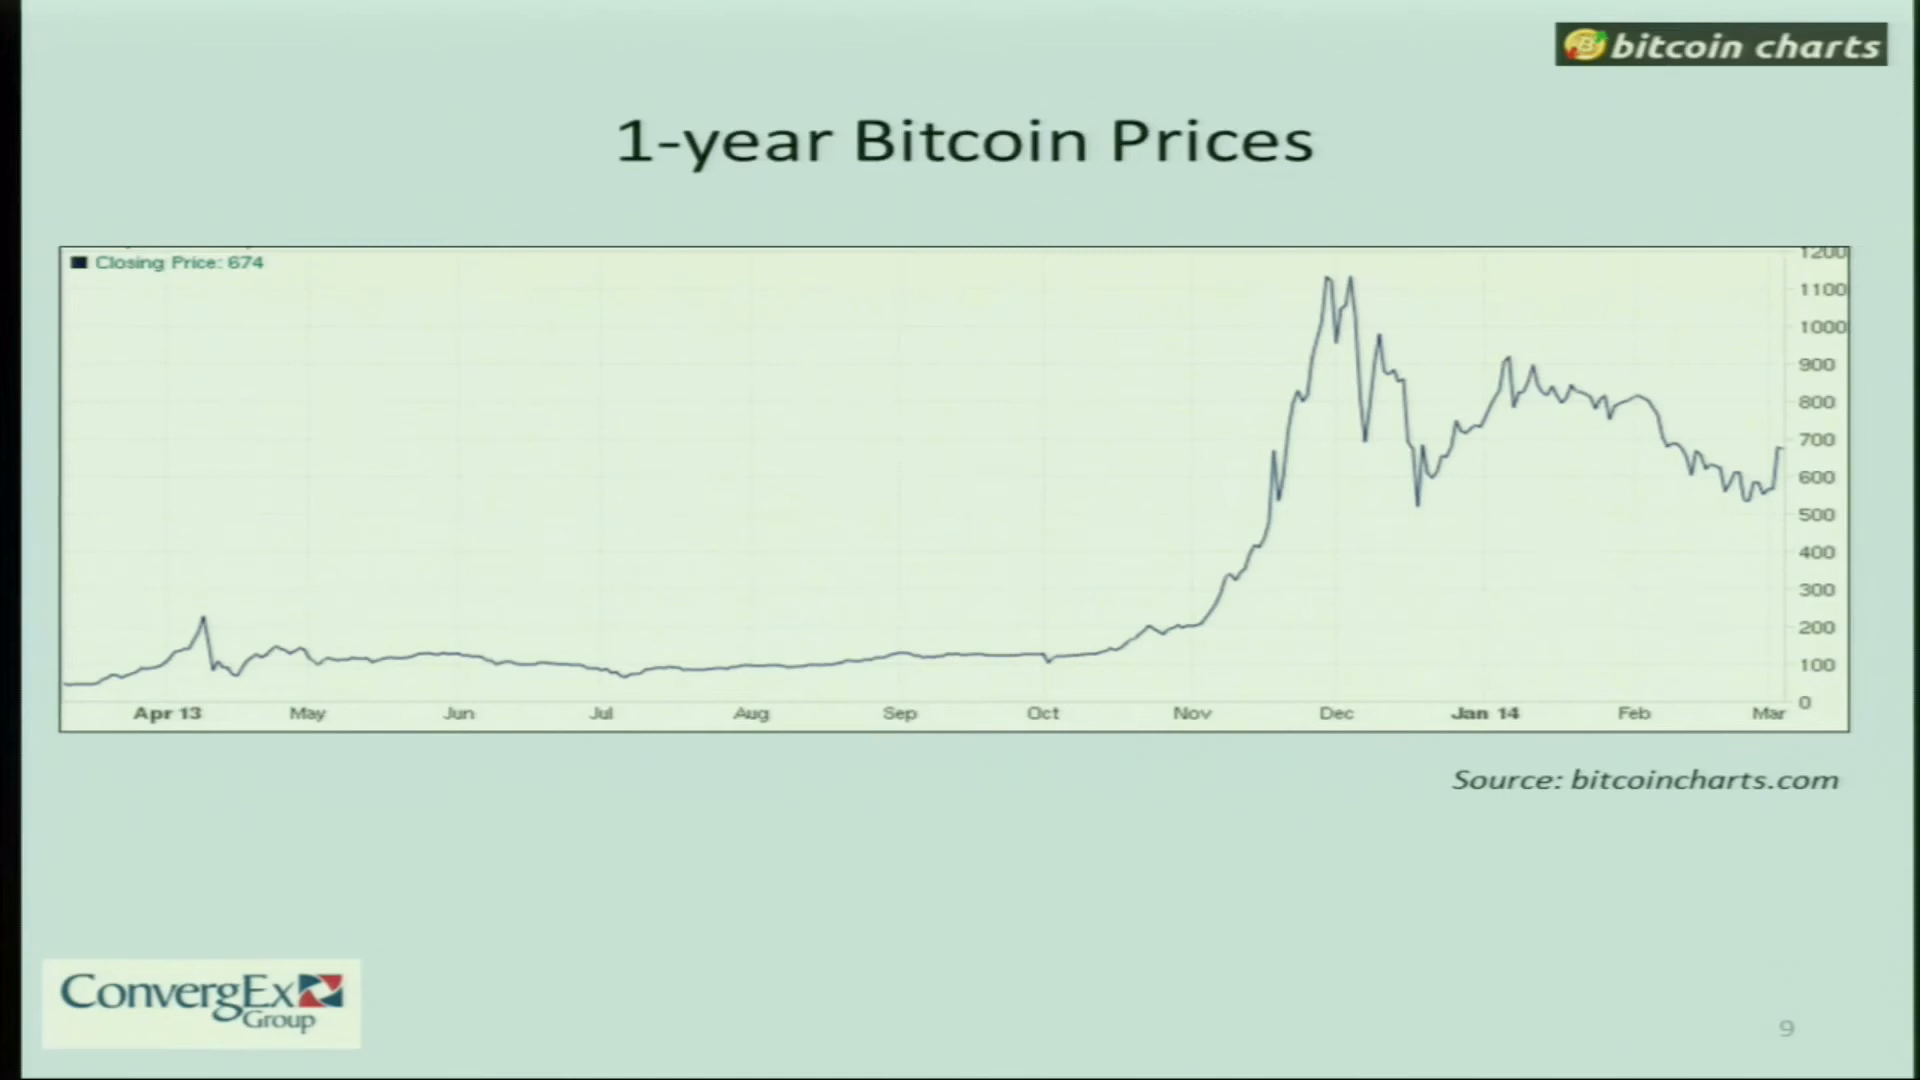 bitcoin charts
1-year Bitcoin Prices
Closing Price: 674
1200
1100
1000
900
800
700
600
500
400
300
200
100
0
Apr 13 May Jun Jul Aug Sep Oct Nov Dec Jan 14 Feb Mar
Source: bitcoincharts.com
ConvergEx
Group
9